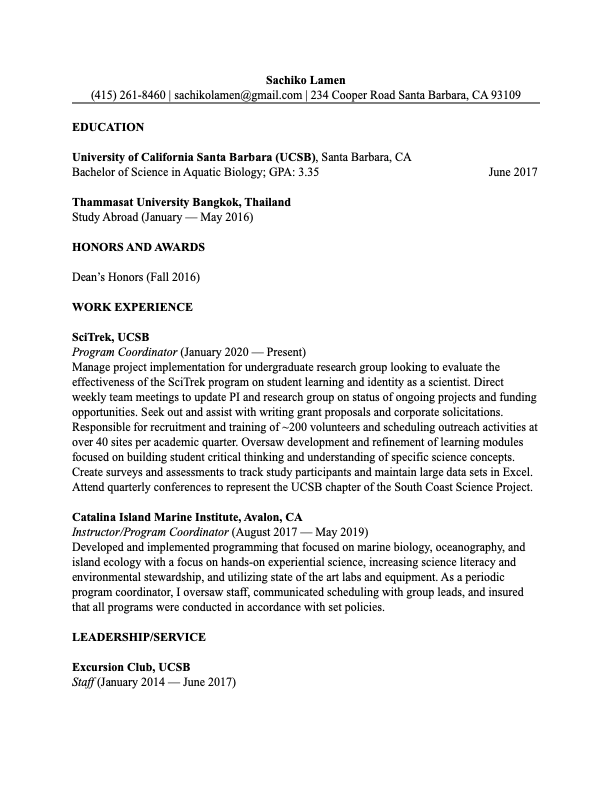 Sachiko Lamen
(415) 261-8460 | sachikolamen@gmail.com | 234 Cooper Road Santa Barbara, CA 93109
EDUCATION
University of California Santa Barbara (UCSB), Santa Barbara, CA
Bachelor of Science in Aquatic Biology; GPA: 3.35 June 2017
Thammasat University Bangkok, Thailand
Study Abroad (January — May 2016)
HONORS AND AWARDS
Dean’s Honors (Fall 2016)
WORK EXPERIENCE
SciTrek, UCSB
Program Coordinator (January 2020 — Present)
Manage project implementation for undergraduate research group looking to evaluate the
effectiveness of the SciTrek program on student learning and identity as a scientist. Direct
weekly team meetings to update PI and research group on status of ongoing projects and funding
opportunities. Seek out and assist with writing grant proposals and corporate solicitations.
Responsible for recruitment and training of ~200 volunteers and scheduling outreach activities at
over 40 sites per academic quarter. Oversaw development and refinement of learning modules
focused on building student critical thinking and understanding of specific science concepts.
Create surveys and assessments to track study participants and maintain large data sets in Excel.
Attend quarterly conferences to represent the UCSB chapter of the South Coast Science Project.
Catalina Island Marine Institute, Avalon, CA
Instructor/Program Coordinator (August 2017 — May 2019)
Developed and implemented programming that focused on marine biology, oceanography, and
island ecology with a focus on hands-on experiential science, increasing science literacy and
environmental stewardship, and utilizing state of the art labs and equipment. As a periodic
program coordinator, I oversaw staff, communicated scheduling with group leads, and insured
that all programs were conducted in accordance with set policies.
LEADERSHIP/SERVICE
Excursion Club, UCSB
Staff (January 2014 — June 2017)